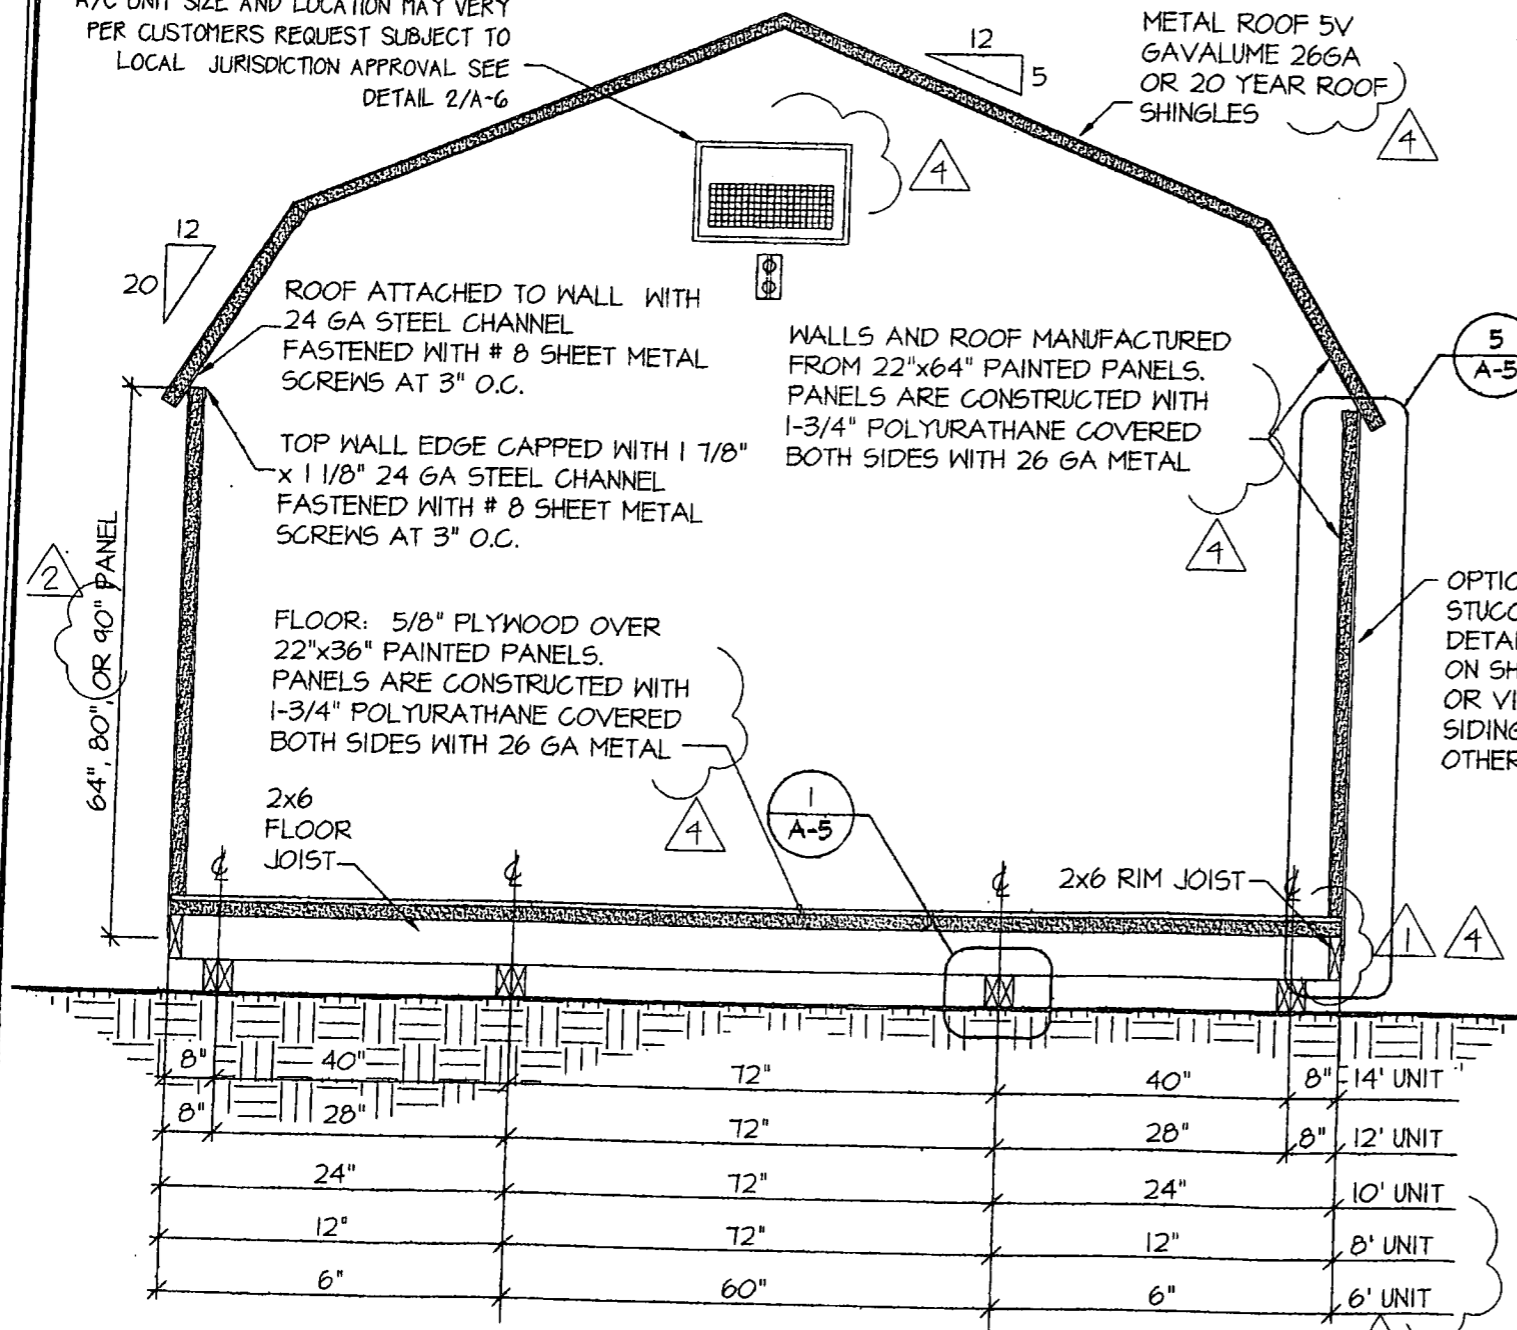 A/C UNIT SIZE AND LOCATION MAY VERY
PER CUSTOMERS REQUEST SUBJECT TO
LOCAL JURISDICTION APPROVAL SEE
DETAIL 2/A-6
12
5
METAL ROOF 5V
GAVALUME 26GA
OR 20 YEAR ROOF
SHINGLES
4
4
12
20
ROOF ATTACHED TO WALL WITH
24 GA STEEL CHANNEL
FASTENED WITH # 8 SHEET METAL
SCREWS AT 3" O.C.
WALLS AND ROOF MANUFACTURED
FROM 22"x64" PAINTED PANELS.
PANELS ARE CONSTRUCTED WITH
1-3/4" POLYURATHANE COVERED
BOTH SIDES WITH 26 GA METAL
4
5
A-5
TOP WALL EDGE CAPPED WITH 1 7/8"
x 1 1/8" 24 GA STEEL CHANNEL
FASTENED WITH # 8 SHEET METAL
SCREWS AT 3" O.C.
2
64", 80", OR 90" PANEL
FLOOR: 5/8" PLYWOOD OVER
22"x36" PAINTED PANELS.
PANELS ARE CONSTRUCTED WITH
1-3/4" POLYURATHANE COVERED
BOTH SIDES WITH 26 GA METAL
4
OPTIO
STUCC
DETAI
ON SH
OR VI
SIDING
OTHER
2x6
FLOOR
JOIST
1
A-5
2x6 RIM JOIST
1
4
℄ ℄ ℄ ℄
8" 40" 72" 40" 8" 14' UNIT
8" 28" 72" 28" 8" 12' UNIT
24" 72" 24" 10' UNIT
12" 72" 12" 8' UNIT
6" 60" 6" 6' UNIT